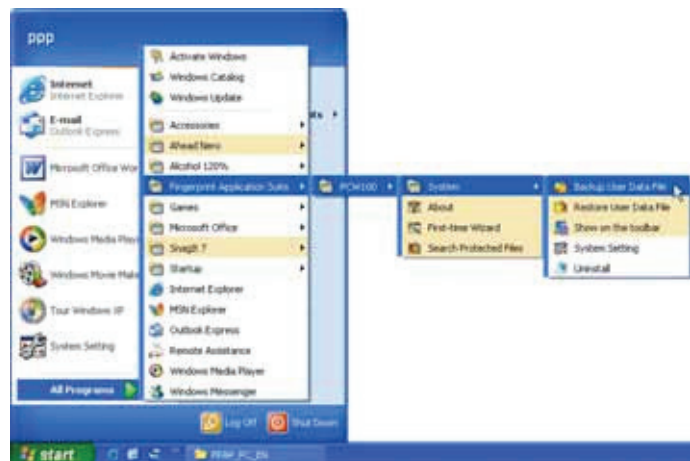 ppp
Internet
Internet Explorer
E-mail
Outlook Express
Microsoft Office Wor
MSN Explorer
Windows Media Playe
Windows Movie Make
Tour Windows XP
System Setting
All Programs
Activate Windows
Windows Catalog
Windows Update
Accessories
Ahead Nero
Alcohol 120%
Fingerprint Application Suite
Games
Microsoft Office
SnagIt 7
Startup
Internet Explorer
MSN Explorer
Outlook Express
Remote Assistance
Windows Media Player
Windows Messenger
nts
PCM100
System
About
First-time Wizard
Search Protected Files
Backup User Data File
Restore User Data File
Show on the toolbar
System Setting
Uninstall
Log Off
Shut Down
start